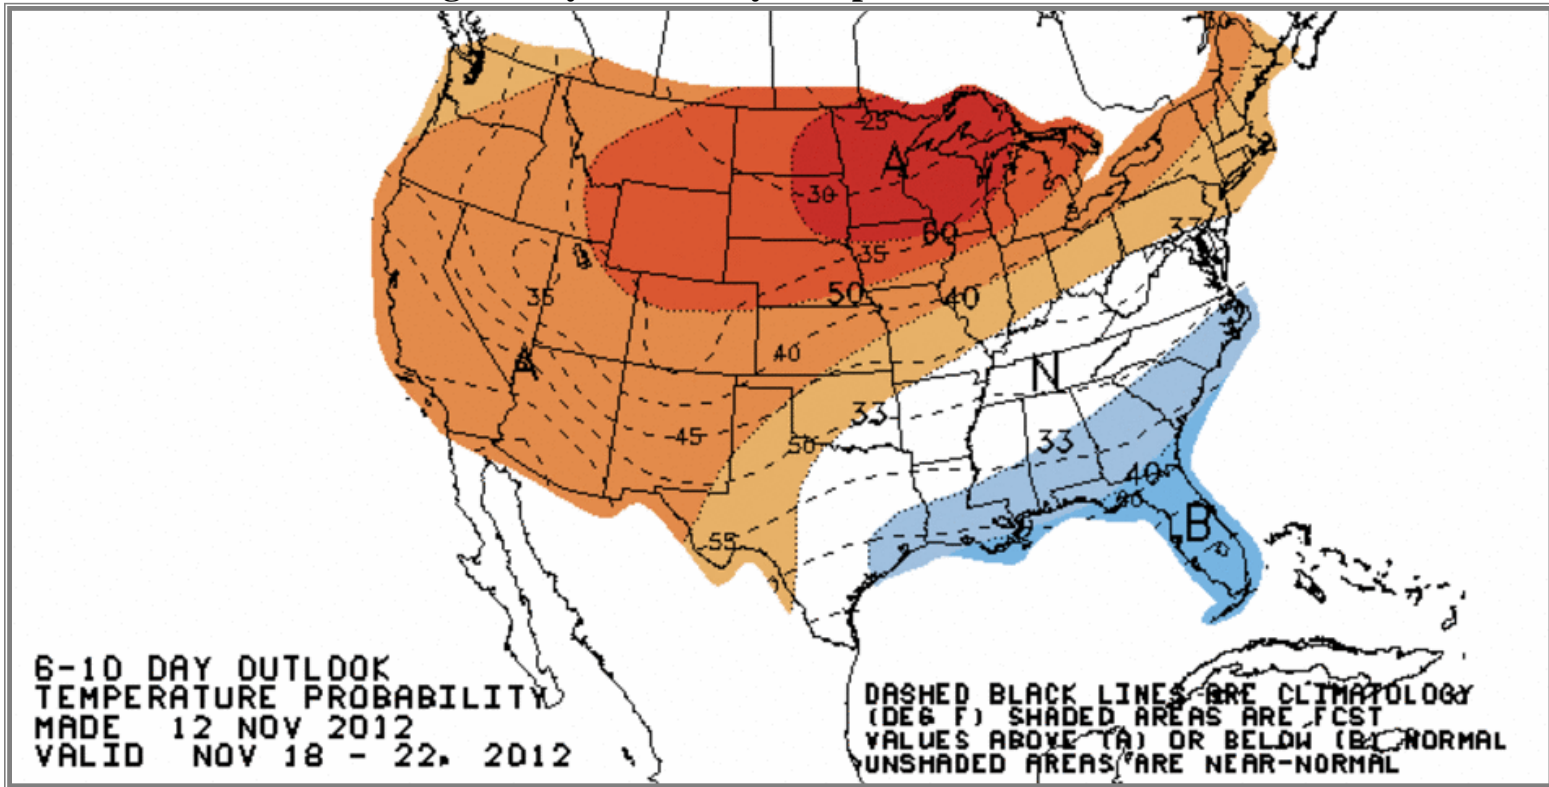 25
A
30
60
35
50
40
35
A
40
N
33
33
45
50
40
B
55
6-10 DAY OUTLOOK
TEMPERATURE PROBABILITY
MADE 12 NOV 2012
VALID NOV 18 - 22, 2012
DASHED BLACK LINES ARE CLIMATOLOGY
(DEG F) SHADED AREAS ARE FCST
VALUES ABOVE (A) OR BELOW (B) NORMAL
UNSHADED AREAS ARE NEAR-NORMAL